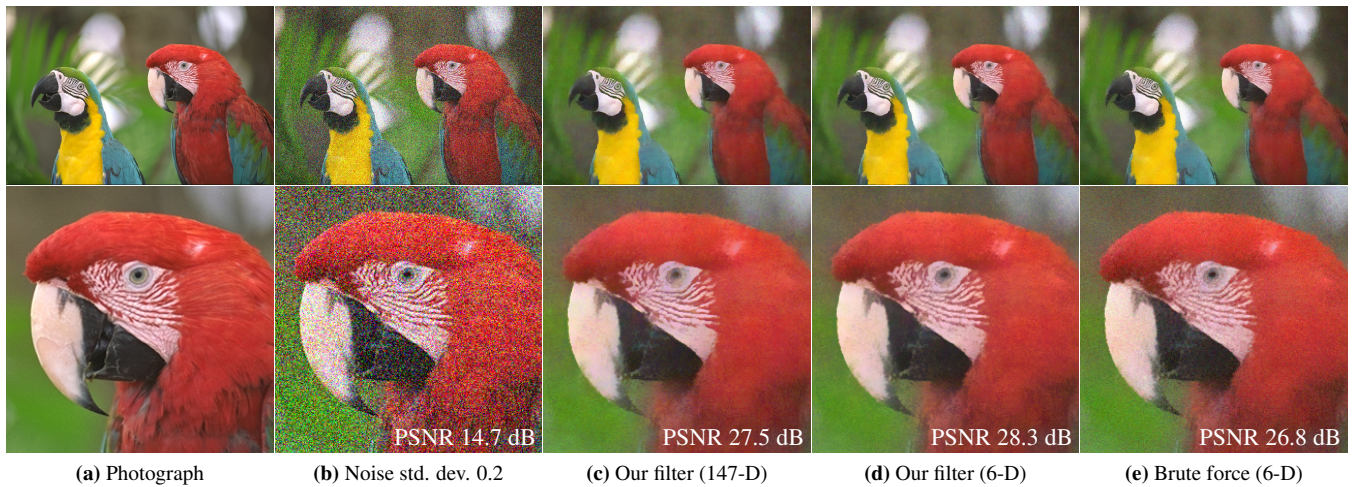 PSNR 14.7 dB
PSNR 27.5 dB
PSNR 28.3 dB
PSNR 26.8 dB
(a) Photograph
(b) Noise std. dev. 0.2
(c) Our filter (147-D)
(d) Our filter (6-D)
(e) Brute force (6-D)